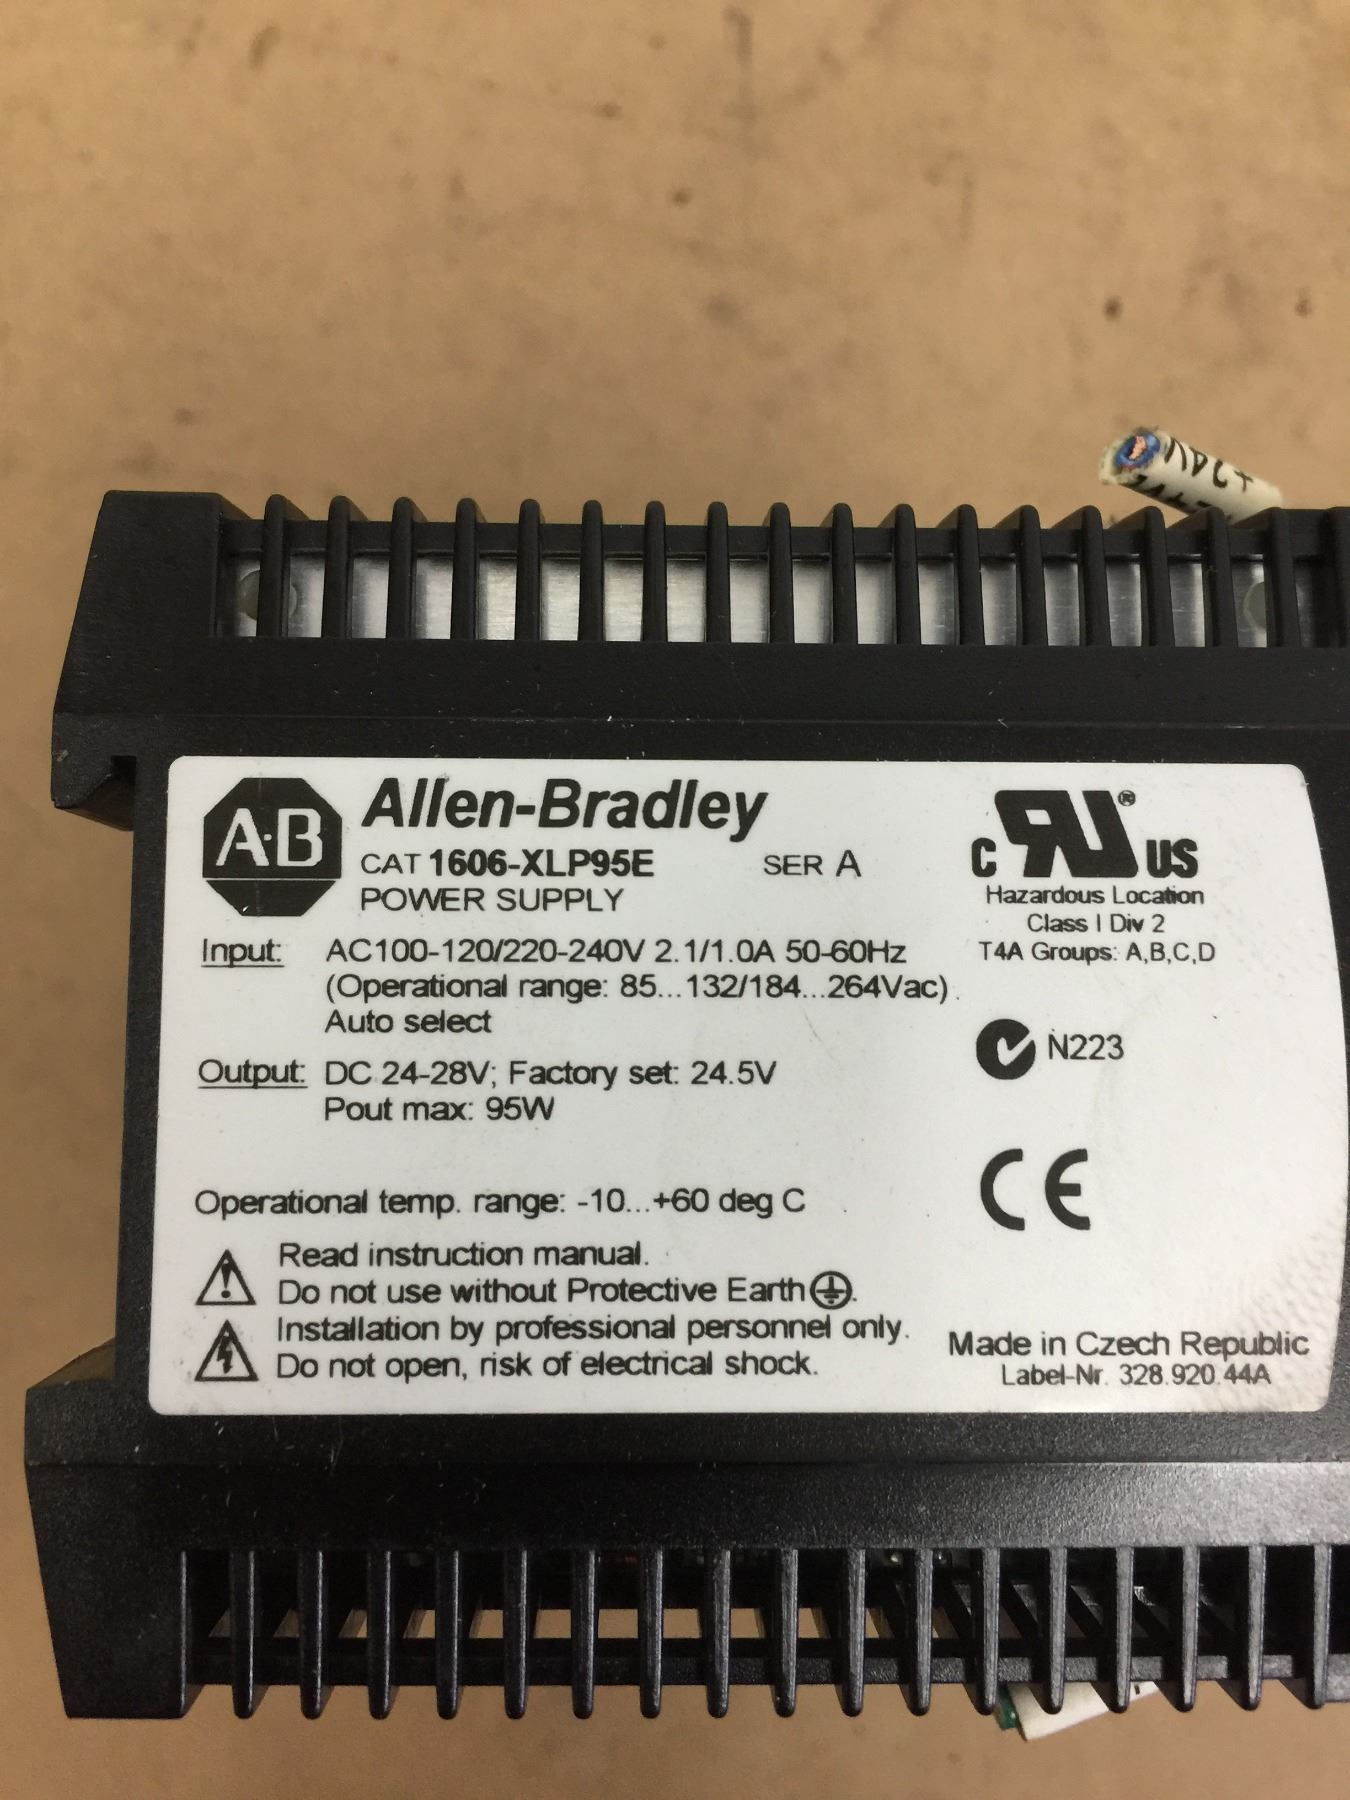 A·B Allen-Bradley
CAT 1606-XLP95E SER A
POWER SUPPLY
Input: AC100-120/220-240V 2.1/1.0A 50-60Hz
(Operational range: 85...132/184...264Vac)
Auto select
Output: DC 24-28V; Factory set: 24.5V
Pout max: 95W
Operational temp. range: -10...+60 deg C
Read instruction manual.
Do not use without Protective Earth.
Installation by professional personnel only.
Do not open, risk of electrical shock.
C RU® US
Hazardous Location
Class I Div 2
T4A Groups: A,B,C,D
N223
CE
Made in Czech Republic
Label-Nr. 328.920.44A